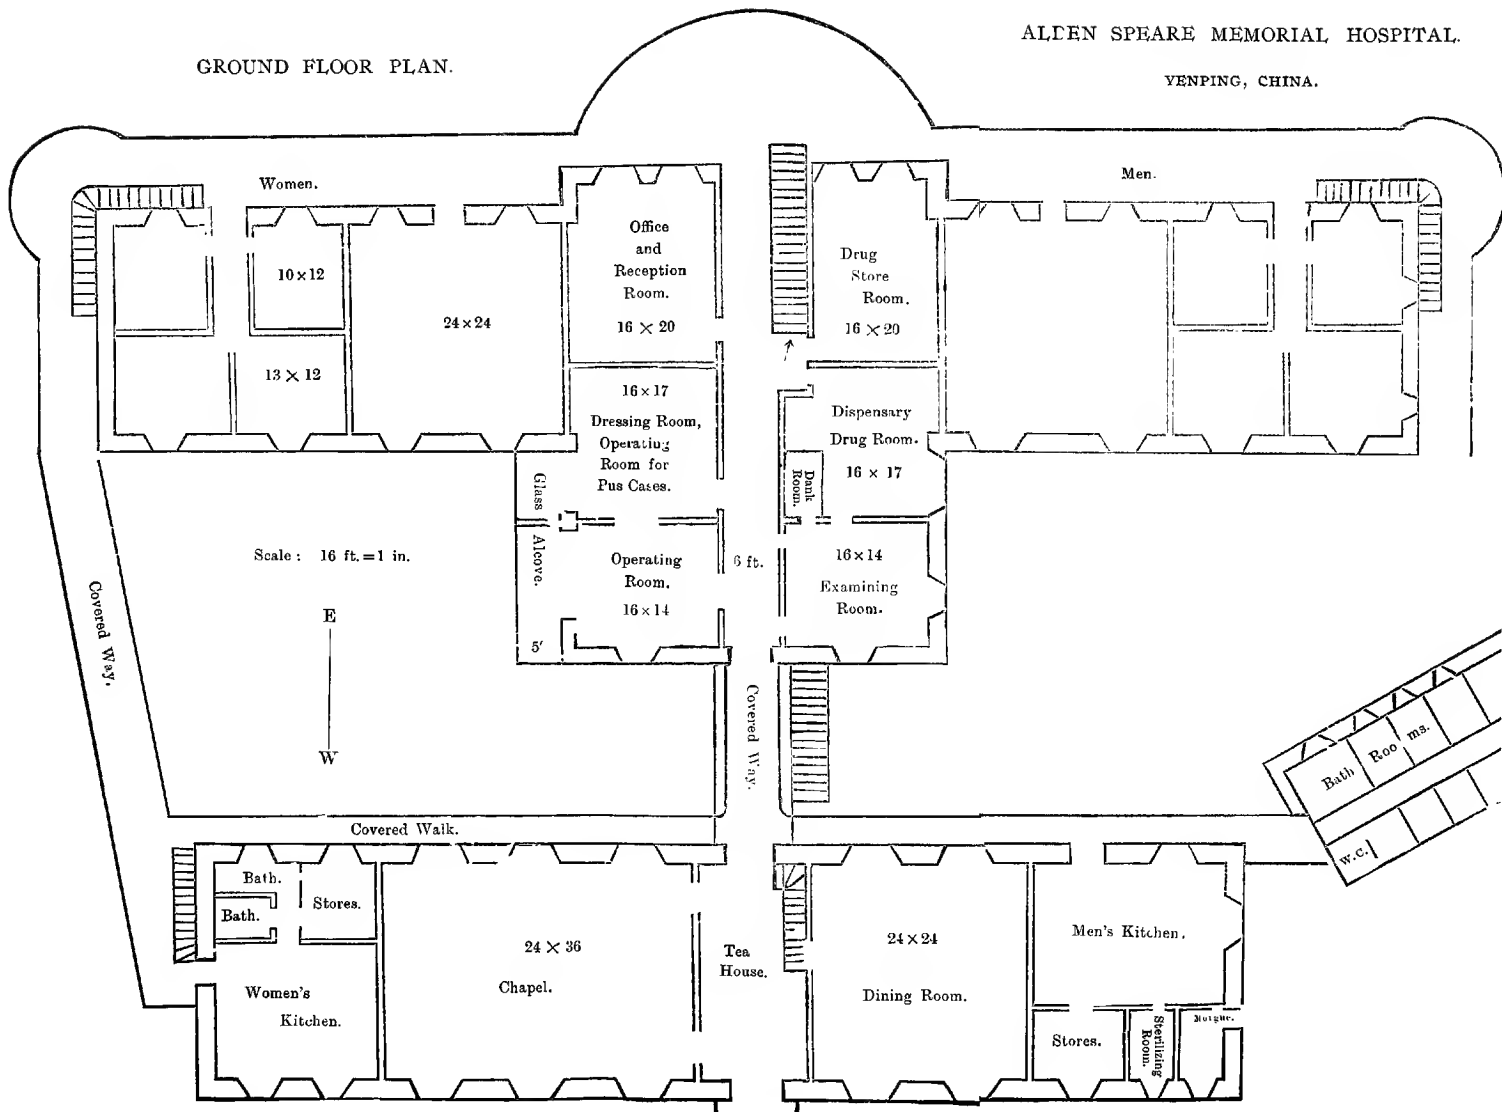 GROUND FLOOR PLAN.
ALDEN SPEARE MEMORIAL HOSPITAL.
YENPING, CHINA.
Women.
Men.
Office
and
Reception
Room.
16 × 20
Drug
Store
Room.
16 × 20
10×12
24×24
13 × 12
16×17
Dressing Room,
Operating
Room for
Pus Cases.
Dispensary
Drug Room.
16 × 17
Dank
Room.
Glass
Alcove.
5'
Operating
Room.
16×14
6 ft.
16×14
Examining
Room.
Scale : 16 ft.=1 in.
E
W
Covered Way.
Covered Way.
Covered Walk.
Bath Rooms.
W.C.
Bath.
Bath.
Stores.
Women's
Kitchen.
24 × 36
Chapel.
Tea
House.
24×24
Dining Room.
Men's Kitchen.
Stores.
Sterilizing
Room.
Morgue.